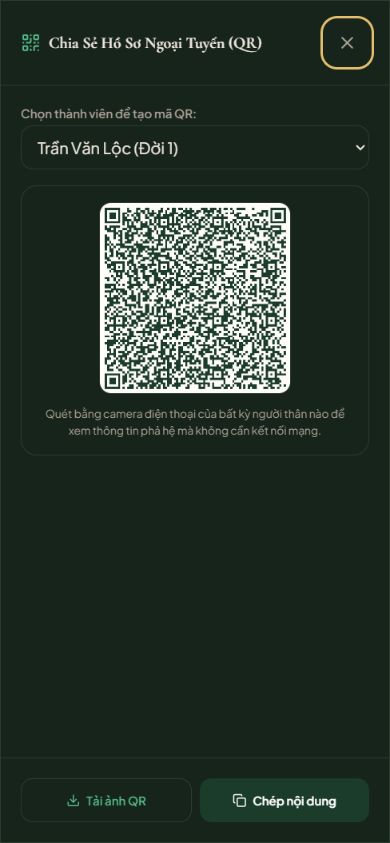 Chia Sẻ Hồ Sơ Ngoại Tuyến (QR)
Chọn thành viên để tạo mã QR:
Trần Văn Lộc (Đời 1)
Quét bằng camera điện thoại của bất kỳ người thân nào để
xem thông tin phả hệ mà không cần kết nối mạng.
Tải ảnh QR
Chép nội dung